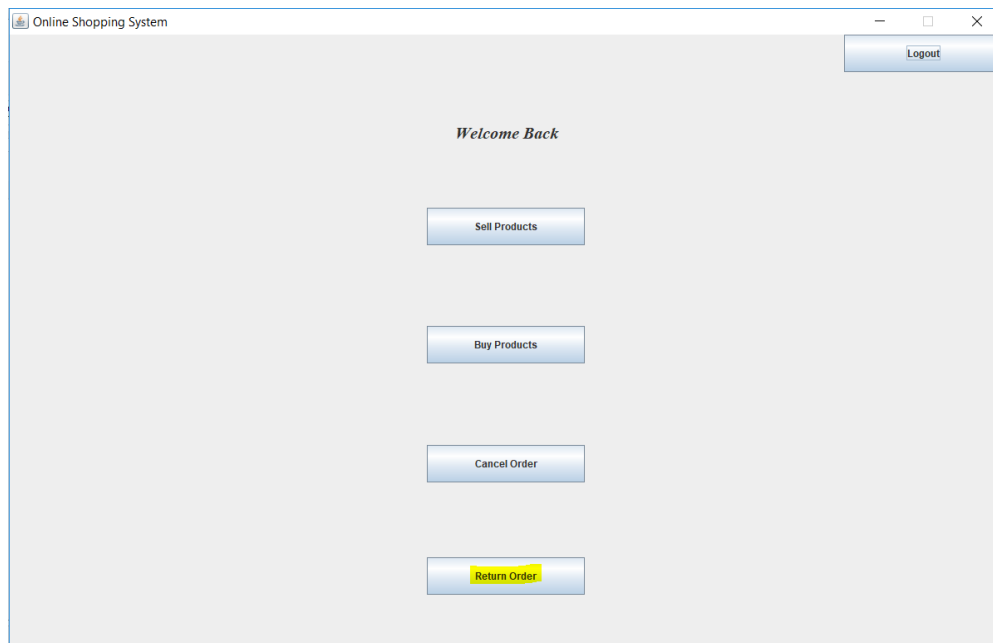 Online Shopping System
Logout
Welcome Back
Sell Products
Buy Products
Cancel Order
Return Order